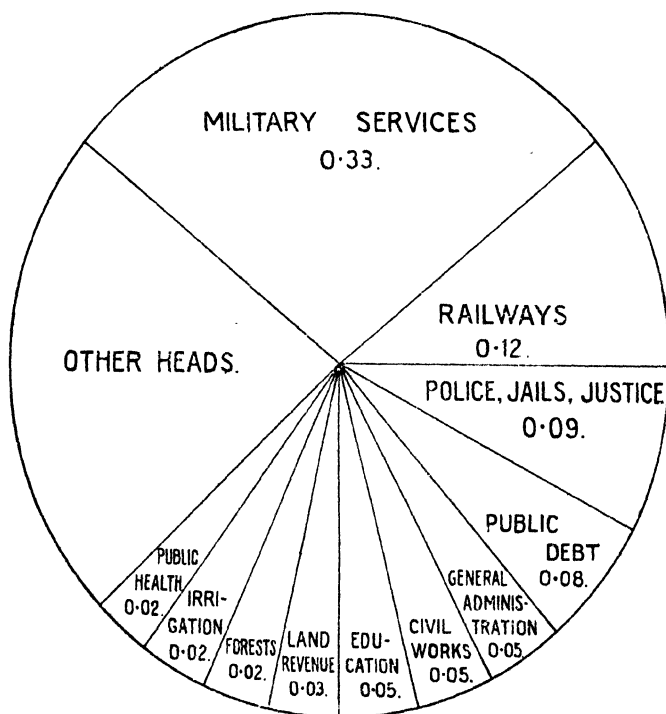 MILITARY SERVICES
0·33.
RAILWAYS
0·12.
POLICE, JAILS, JUSTICE
0·09.
PUBLIC
DEBT
0·08.
GENERAL
ADMINIS-
TRATION
0·05.
CIVIL
WORKS
0·05.
EDU-
CATION
0·05.
LAND
REVENUE
0·03.
FORESTS
0·02.
IRRI-
GATION
0·02.
PUBLIC
HEALTH
0·02.
OTHER HEADS.